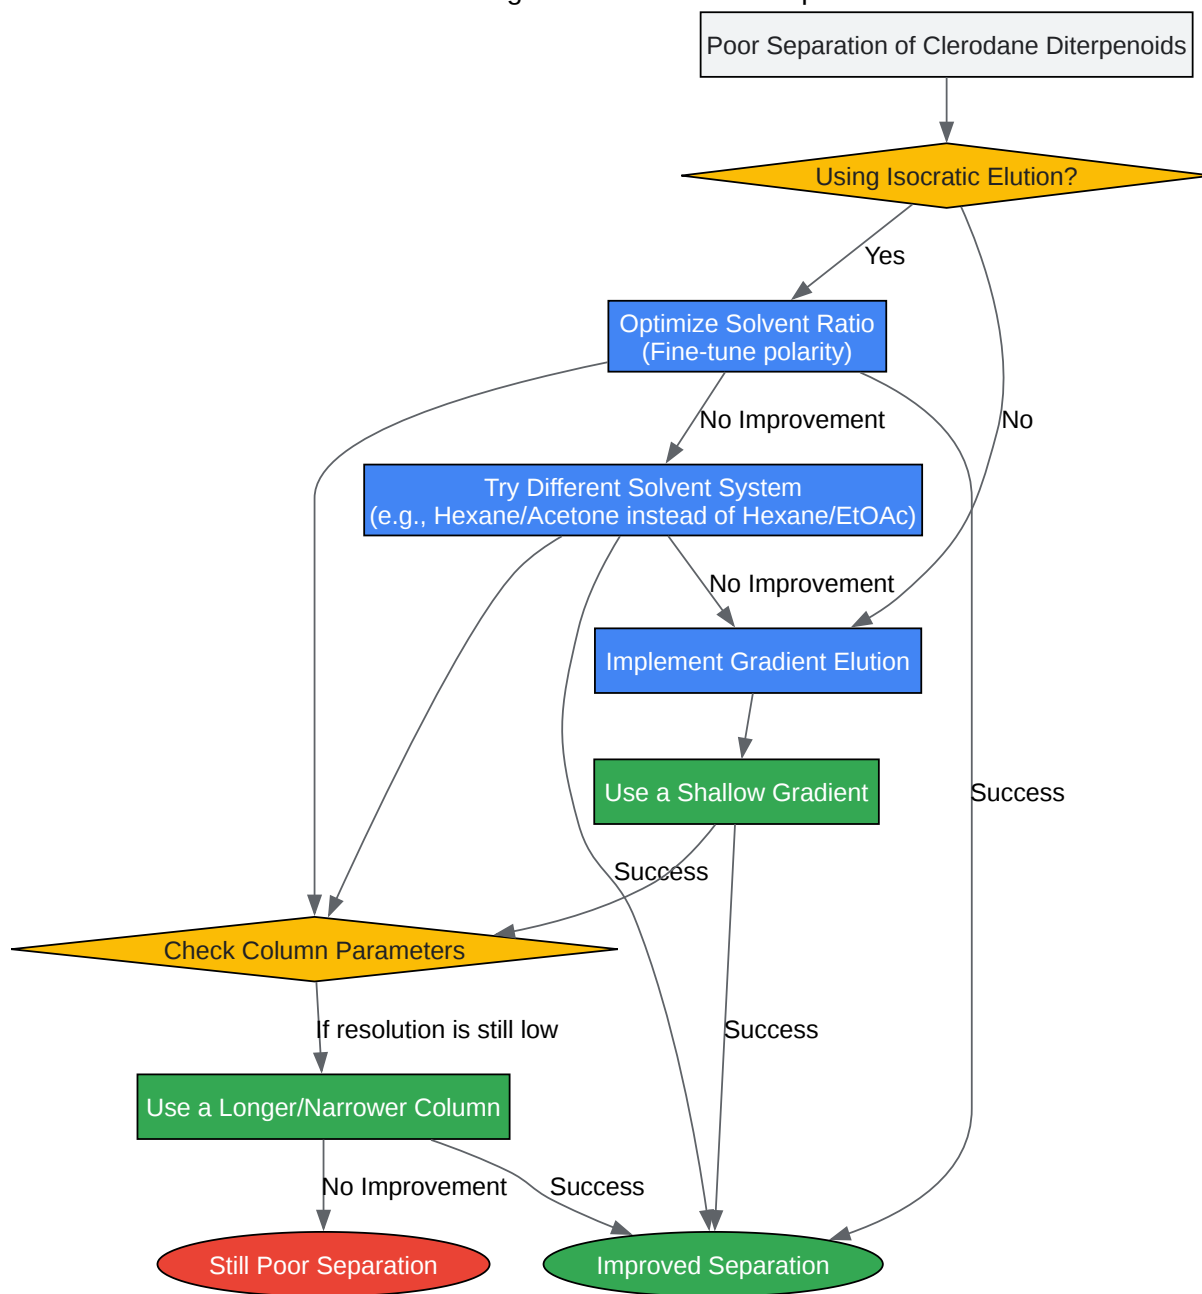 Poor Separation of Clerodane Diterpenoids
Using Isocratic Elution?
Yes
Optimize Solvent Ratio
(Fine-tune polarity)
No Improvement
No
Try Different Solvent System
(e.g., Hexane/Acetone instead of Hexane/EtOAc)
No Improvement
Implement Gradient Elution
Use a Shallow Gradient
Success
Success
Check Column Parameters
If resolution is still low
Success
Use a Longer/Narrower Column
No Improvement
Success
Still Poor Separation
Improved Separation